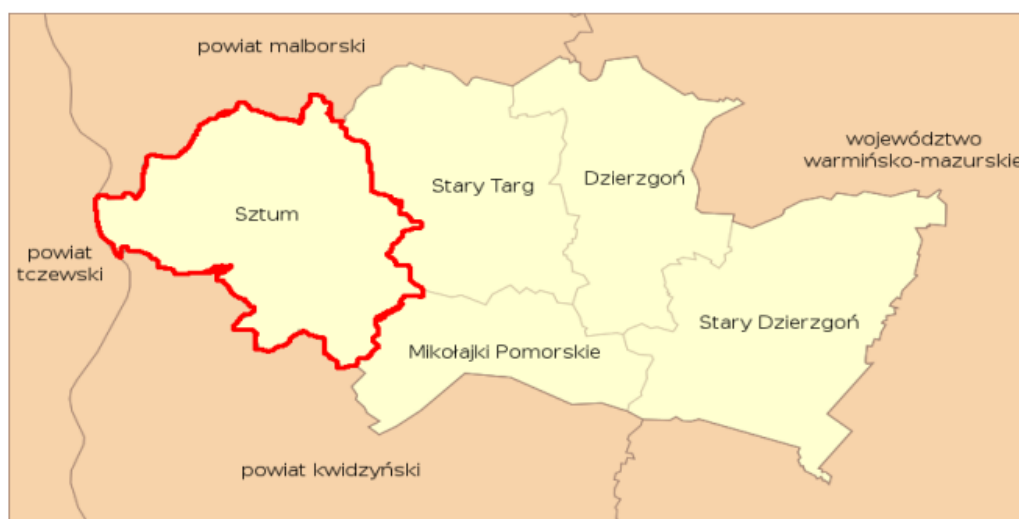 powiat malborski
województwo
warmińsko-mazurskie
Stary Targ
Dzierzgoń
Sztum
powiat
tczewski
Stary Dzierzgoń
Mikołajki Pomorskie
powiat kwidzyński